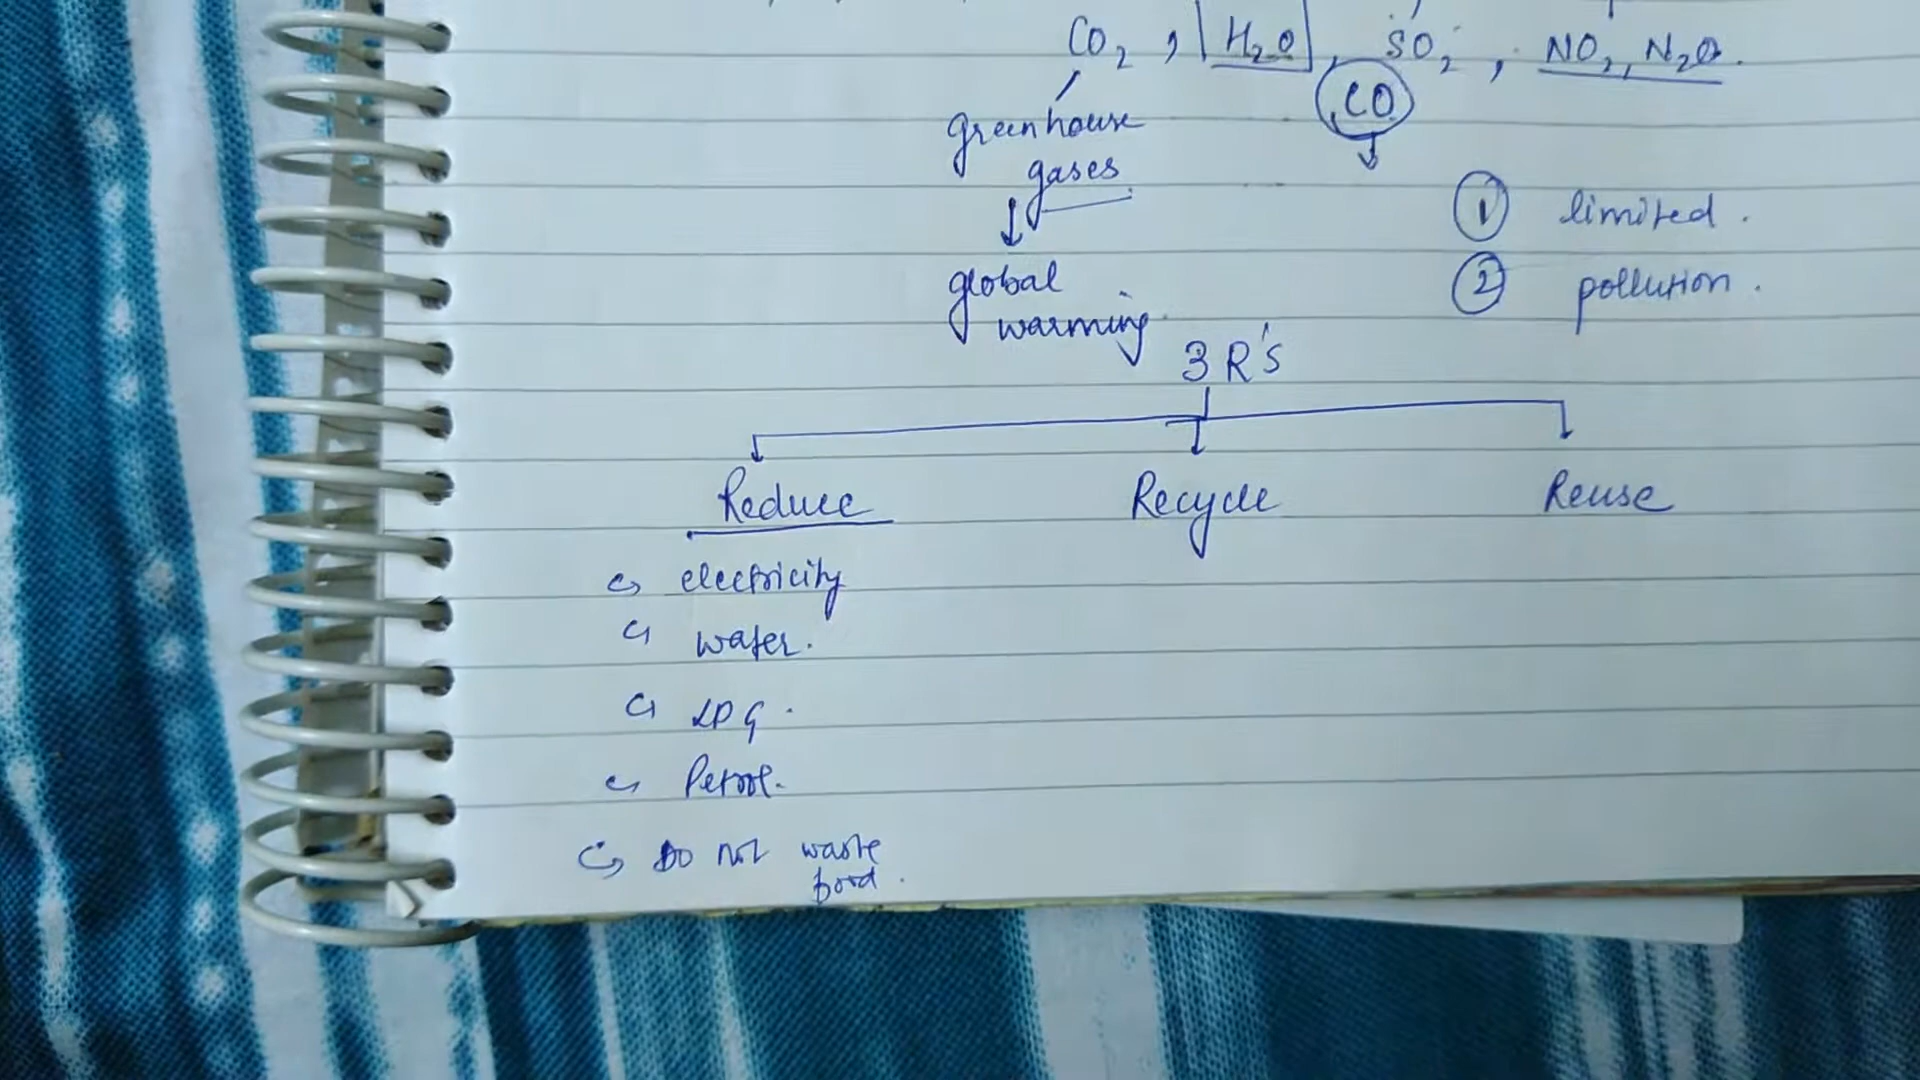 CO₂, H₂O, SO₂, NO₂, N₂O.
CO
greenhouse
gases
① limited.
② pollution.
global
warming
3 R's
Reduce Recycle Reuse
electricity
water.
LPG.
Petrol.
Do not waste
food.